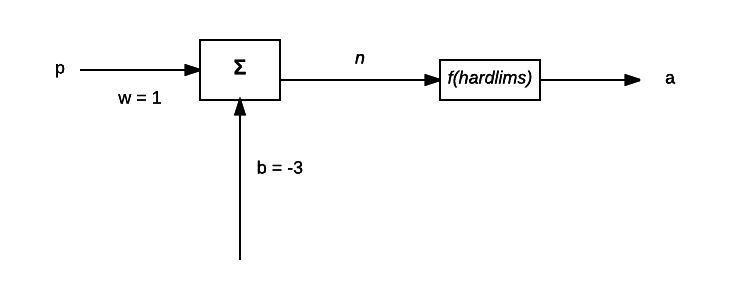 p
w = 1
Σ
n
f(hardlims)
a
b = -3